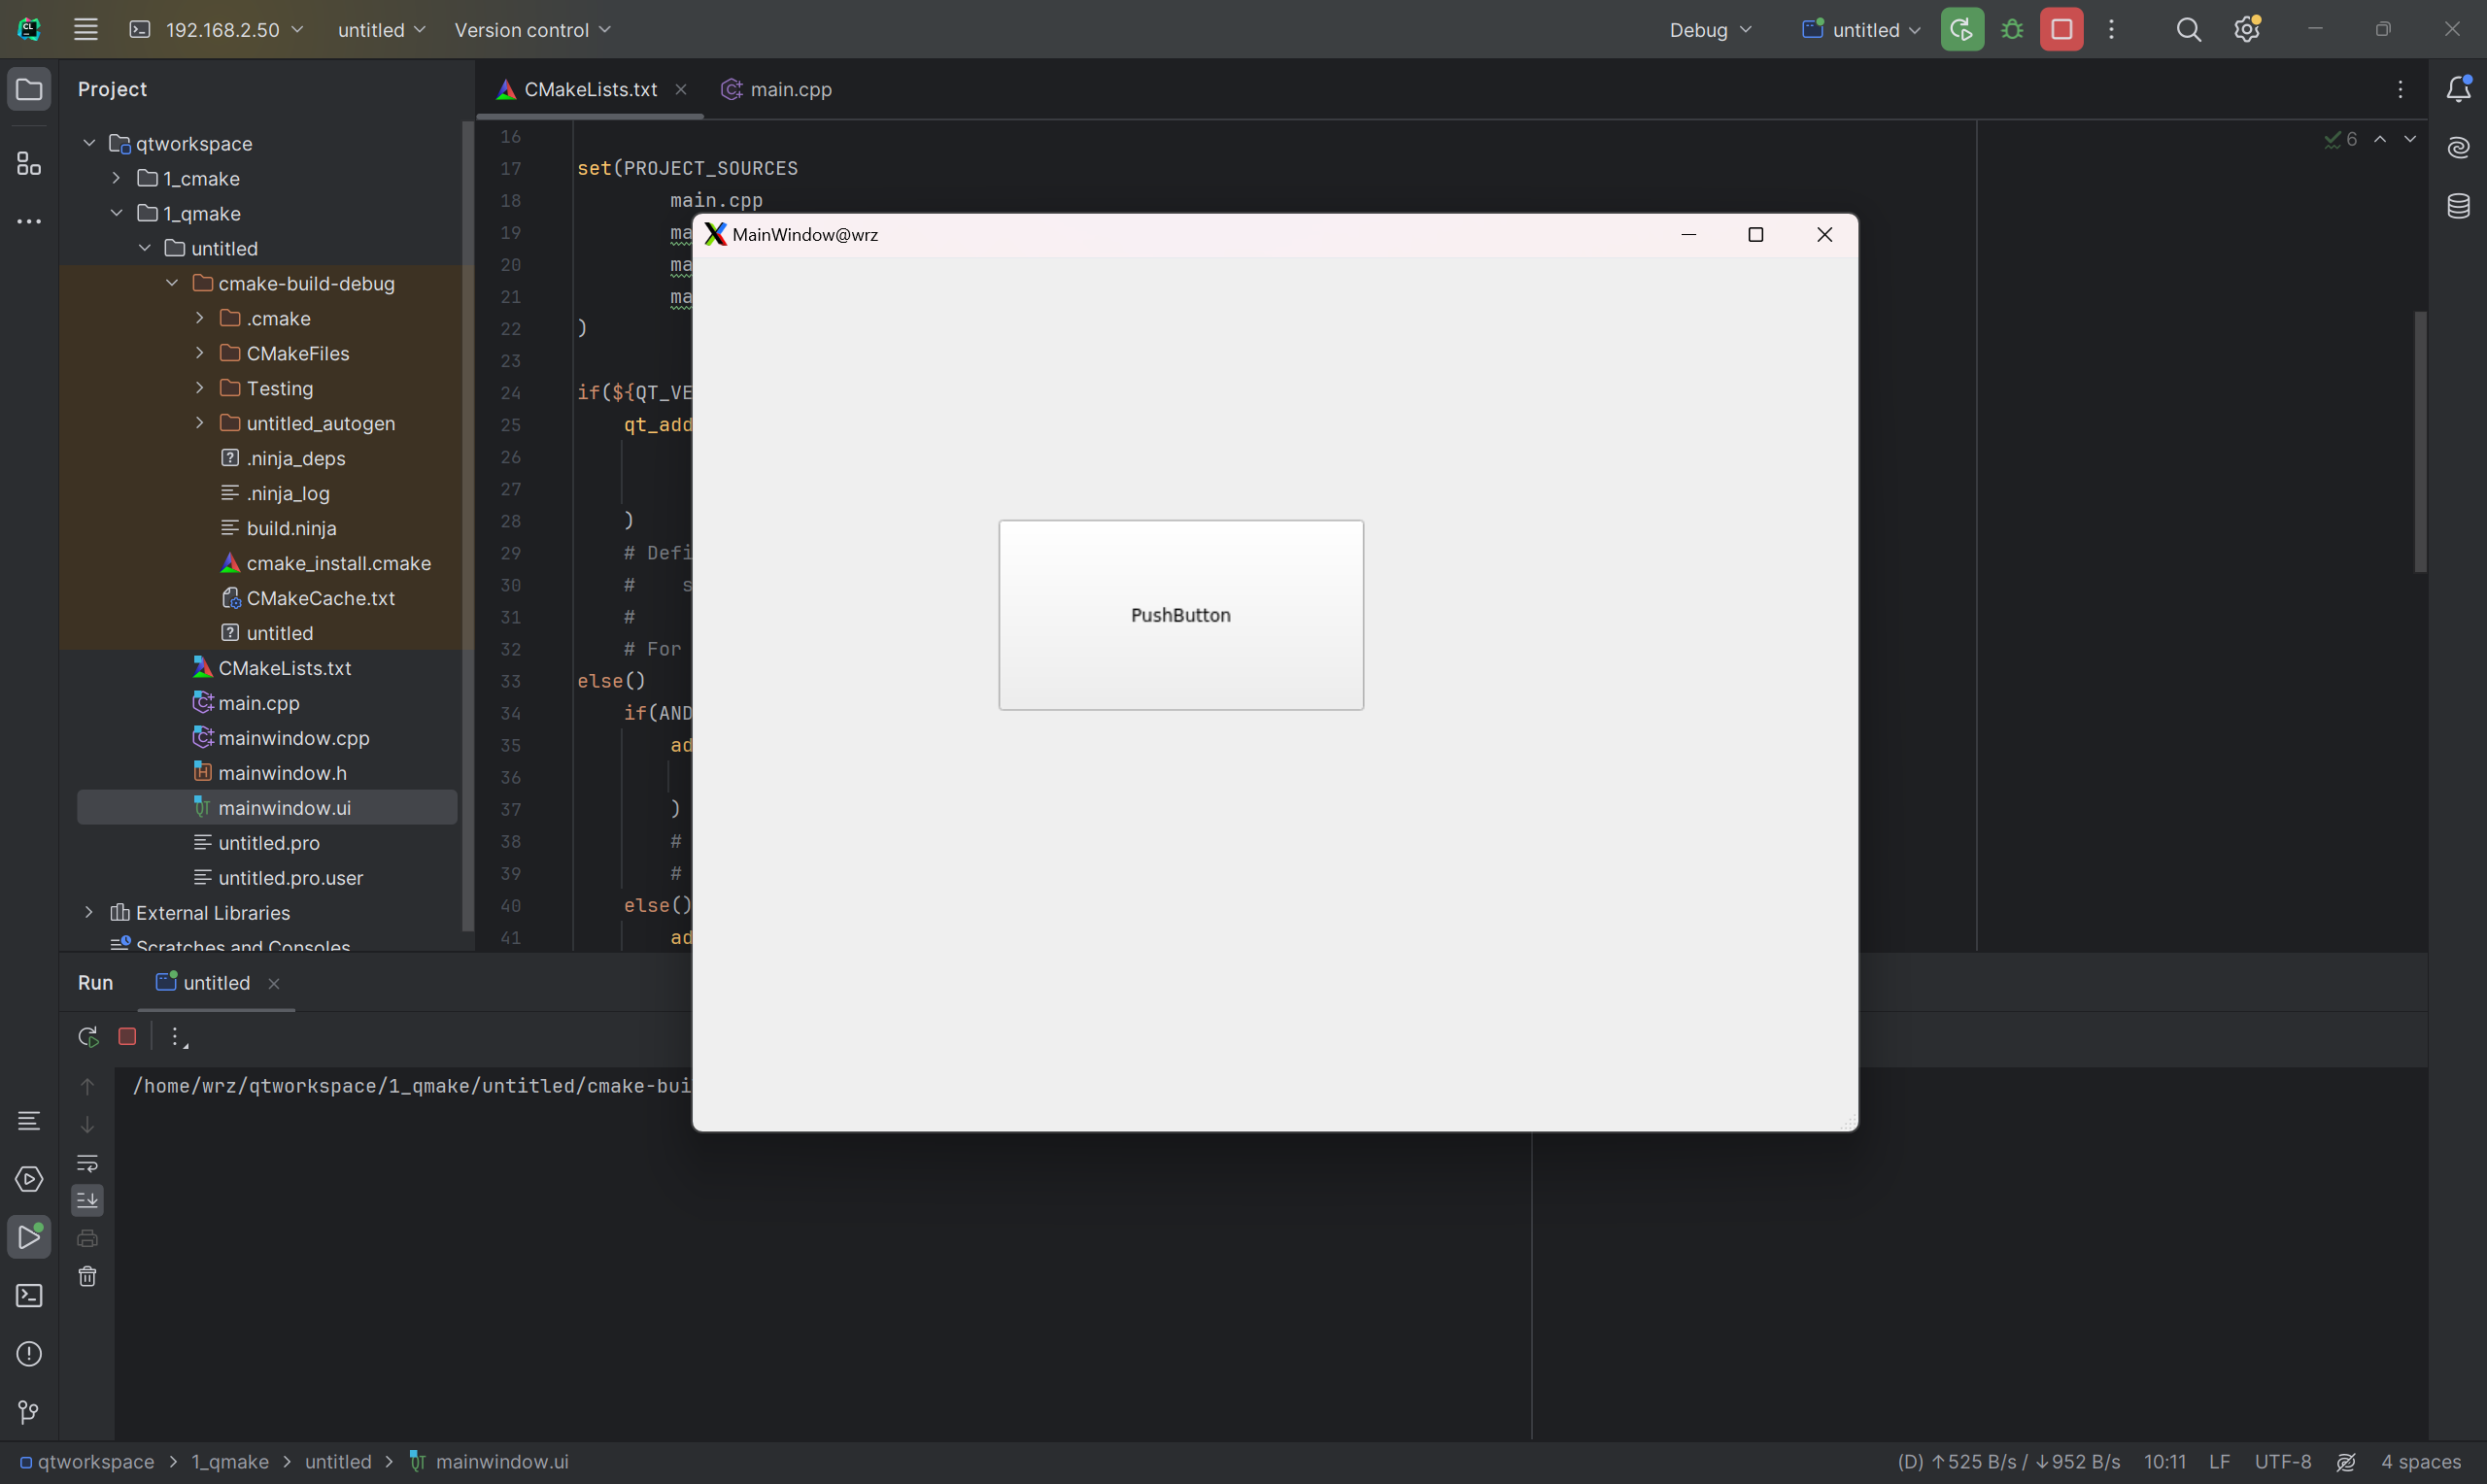 192.168.2.50
untitled
Version control
Debug
untitled
Project
CMakeLists.txt
main.cpp
qtworkspace
1_cmake
1_qmake
untitled
cmake-build-debug
.cmake
CMakeFiles
Testing
untitled_autogen
.ninja_deps
.ninja_log
build.ninja
cmake_install.cmake
CMakeCache.txt
untitled
CMakeLists.txt
main.cpp
mainwindow.cpp
mainwindow.h
mainwindow.ui
untitled.pro
untitled.pro.user
External Libraries
Scratches and Consoles
6
16
17 set(PROJECT_SOURCES
18 main.cpp
19 ma
20 ma
21 ma
22 )
23
24 if(${QT_VE
25 qt_add
26
27
28 )
29 # Defi
30 # s
31 #
32 # For
33 else()
34 if(AND
35 ad
36
37 )
38 #
39 #
40 else()
41 ad
MainWindow@wrz
PushButton
Run
untitled
/home/wrz/qtworkspace/1_qmake/untitled/cmake-bui
qtworkspace > 1_qmake > untitled > mainwindow.ui
(D) ↑525 B/s / ↓952 B/s
10:11
LF
UTF-8
4 spaces